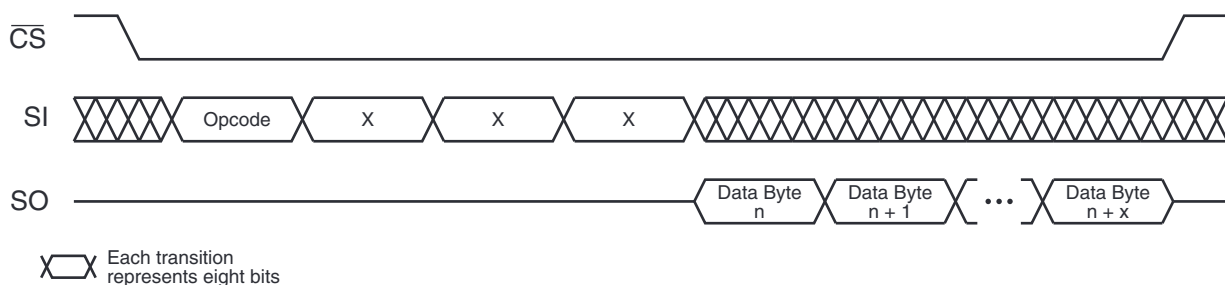 CS
SI
Opcode
X
X
X
SO
Data Byte
n
Data Byte
n + 1
•••
Data Byte
n + x
Each transition
represents eight bits